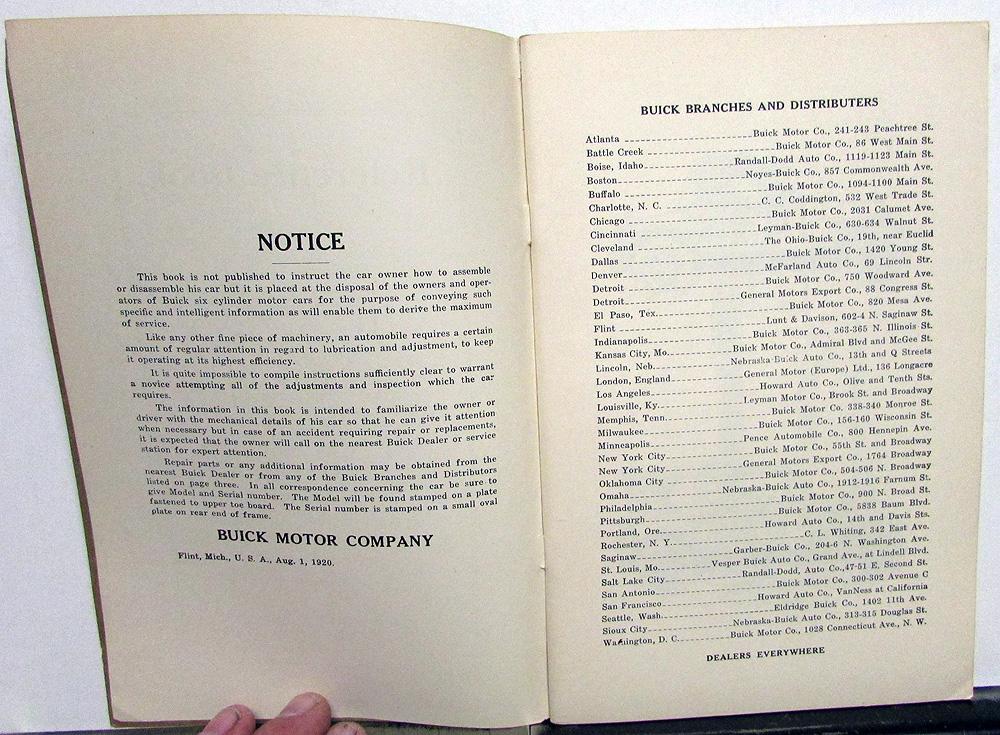 NOTICE
This book is not published to instruct the car owner how to assemble
or disassemble his car but it is placed at the disposal of the owners and oper-
ators of Buick six cylinder motor cars for the purpose of conveying such
specific and intelligent information as will enable them to derive the maximum
of service.
Like any other fine piece of machinery, an automobile requires a certain
amount of regular attention in regard to lubrication and adjustment, to keep
it operating at its highest efficiency.
It is quite impossible to compile instructions sufficiently clear to warrant
a novice attempting all of the adjustments and inspection which the car
requires.
The information in this book is intended to familiarize the owner or
driver with the mechanical details of his car so that he can give it attention
when necessary but in case of an accident requiring repair or replacements,
it is expected that the owner will call on the nearest Buick Dealer or service
station for expert attention.
Repair parts or any additional information may be obtained from the
nearest Buick Dealer or from any of the Buick Branches and Distributors
listed on page three. In all correspondence concerning the car be sure to
give Model and Serial number. The Model will be found stamped on a plate
fastened to upper toe board. The Serial number is stamped on a small oval
plate on rear end of frame.
BUICK MOTOR COMPANY
Flint, Mich., U. S. A., Aug. 1, 1920.
BUICK BRANCHES AND DISTRIBUTERS
Atlanta Buick Motor Co., 241-243 Peachtree St.
Battle Creek Buick Motor Co., 86 West Main St.
Boise, Idaho Randall-Dodd Auto Co., 1119-1123 Main St.
Boston Noyes-Buick Co., 857 Commonwealth Ave.
Buffalo Buick Motor Co., 1094-1100 Main St.
Charlotte, N. C. C. C. Coddington, 532 West Trade St.
Chicago Buick Motor Co., 2031 Calumet Ave.
Cincinnati Leyman-Buick Co., 630-634 Walnut St.
Cleveland The Ohio-Buick Co., 19th, near Euclid
Dallas Buick Motor Co., 1420 Young St.
Denver McFarland Auto Co., 69 Lincoln Str.
Detroit Buick Motor Co., 750 Woodward Ave.
Detroit General Motors Export Co., 88 Congress St.
El Paso, Tex. Buick Motor Co., 820 Mesa Ave.
Flint Lunt & Davison, 602-4 N. Saginaw St.
Indianapolis Buick Motor Co., 363-365 N. Illinois St.
Kansas City, Mo. Buick Motor Co., Admiral Blvd and McGee St.
Lincoln, Neb. Nebraska-Buick Auto Co., 13th and Q Streets
London, England General Motor (Europe) Ltd., 136 Longacre
Los Angeles Howard Auto Co., Olive and Tenth Sts.
Louisville, Ky. Leyman Motor Co., Brook St. and Broadway
Memphis, Tenn. Buick Motor Co. 338-340 Monroe St.
Milwaukee Buick Motor Co., 156-160 Wisconsin St.
Minneapolis Pence Automobile Co., 800 Hennepin Ave.
New York City Buick Motor Co., 55th St. and Broadway
New York City General Motors Export Co., 1764 Broadway
Oklahoma City Buick Motor Co., 504-506 N. Broadway
Omaha Nebraska-Buick Auto Co., 1912-1916 Farnum St.
Philadelphia Buick Motor Co., 900 N. Broad St.
Pittsburgh Buick Motor Co., 5838 Baum Blvd.
Portland, Ore. Howard Auto Co., 14th and Davis Sts.
Rochester, N. Y. C. L. Whiting, 342 East Ave.
Saginaw Garber-Buick Co., 204-6 N. Washington Ave.
St. Louis, Mo. Vesper Buick Auto Co., Grand Ave., at Lindell Blvd.
Salt Lake City Randall-Dodd, Auto Co., 47-51 E. Second St.
San Antonio Buick Motor Co., 300-302 Avenue C
San Francisco Howard Auto Co., VanNess at California
Seattle, Wash. Eldridge Buick Co., 1402 11th Ave.
Sioux City Nebraska-Buick Auto Co., 313-315 Douglas St.
Washington, D. C. Buick Motor Co., 1028 Connecticut Ave., N. W.
DEALERS EVERYWHERE